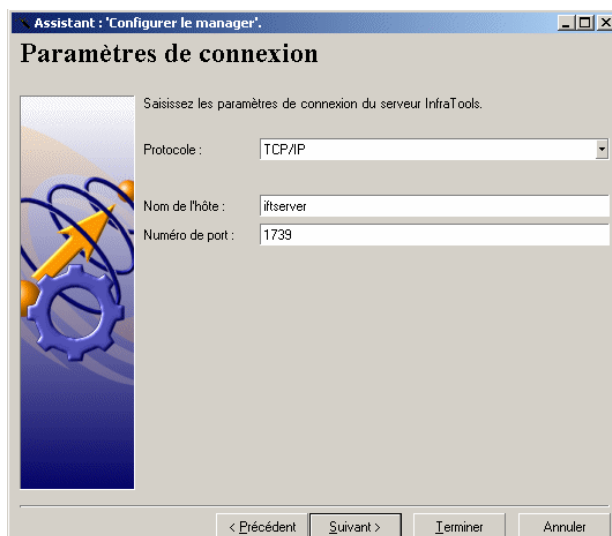 Assistant : 'Configurer le manager'.
Paramètres de connexion
Saisissez les paramètres de connexion du serveur InfraTools.
Protocole : TCP/IP
Nom de l'hôte : iftserver
Numéro de port : 1739
< Précédent Suivant > Terminer Annuler